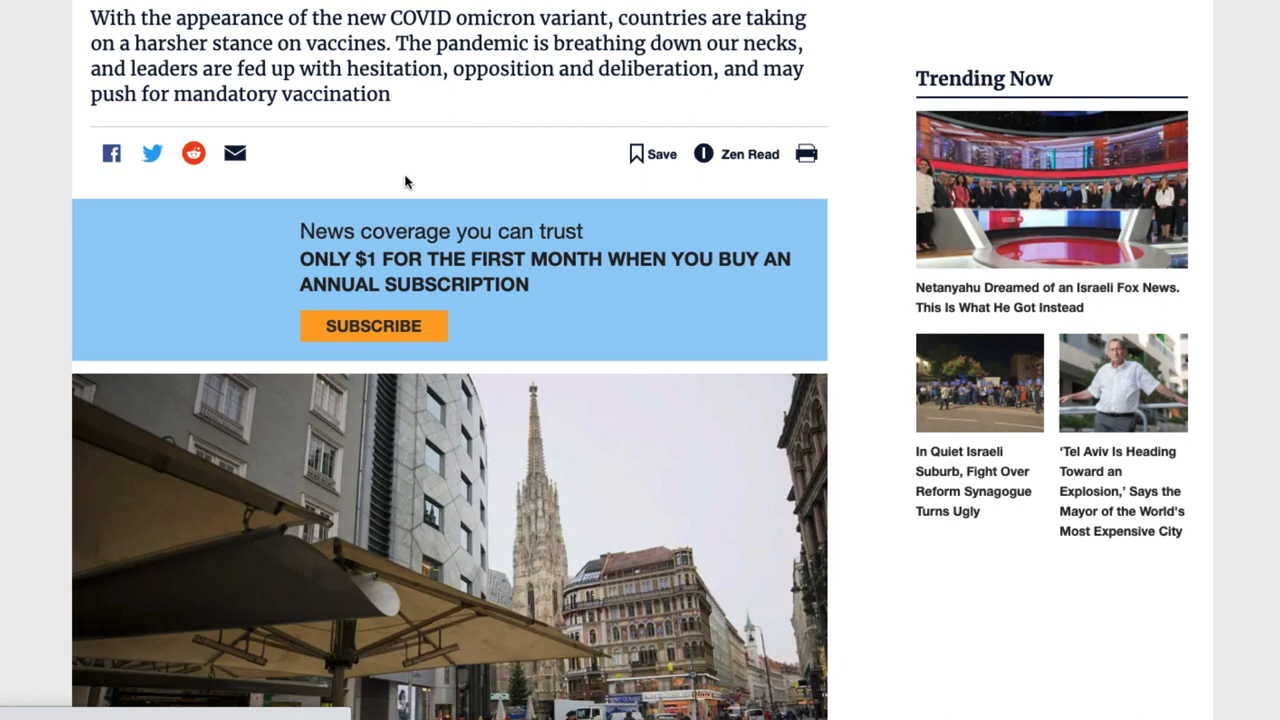 With the appearance of the new COVID omicron variant, countries are taking
on a harsher stance on vaccines. The pandemic is breathing down our necks,
and leaders are fed up with hesitation, opposition and deliberation, and may
push for mandatory vaccination
Save
Zen Read
News coverage you can trust
ONLY $1 FOR THE FIRST MONTH WHEN YOU BUY AN
ANNUAL SUBSCRIPTION
SUBSCRIBE
Trending Now
Netanyahu Dreamed of an Israeli Fox News.
This Is What He Got Instead
In Quiet Israeli
Suburb, Fight Over
Reform Synagogue
Turns Ugly
‘Tel Aviv Is Heading
Toward an
Explosion,’ Says the
Mayor of the World's
Most Expensive City